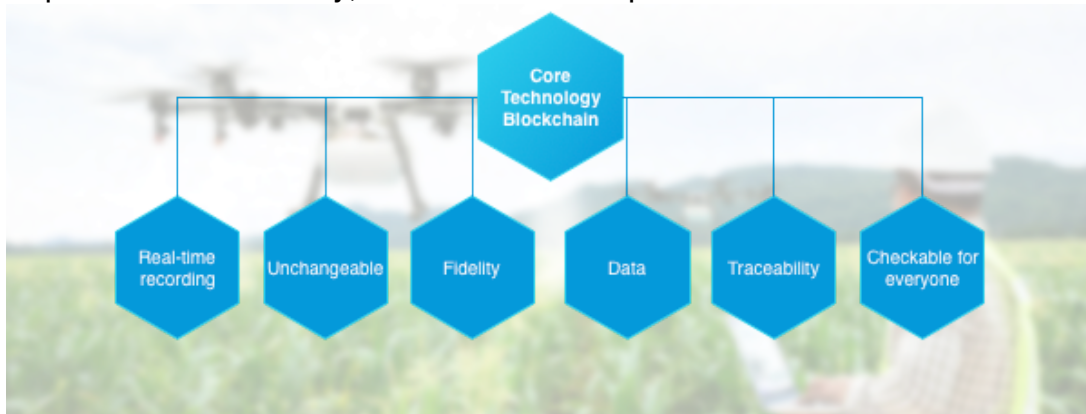 Core
Technology
Blockchain
Real-time
recording
Unchangeable
Fidelity
Data
Traceability
Checkable for
everyone